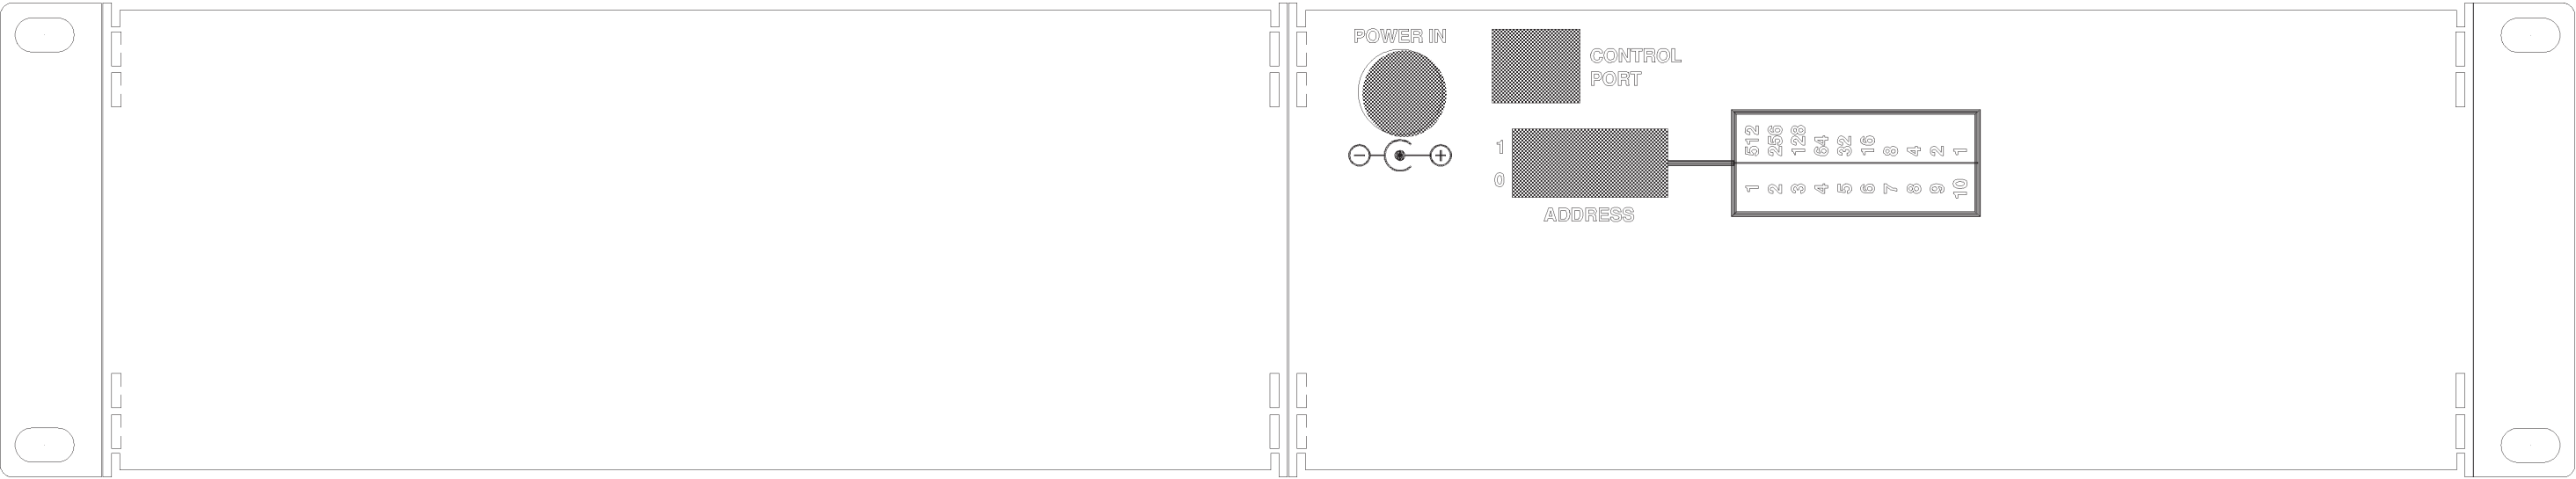 POWER IN
CONTROL
PORT
1
0
ADDRESS
512 256 128 64 32 16 8 4 2 1
1 2 3 4 5 6 7 8 9 10